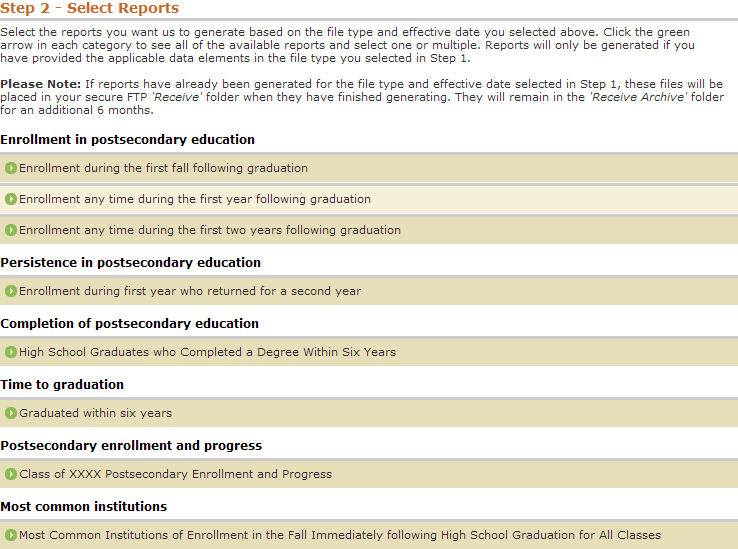 Step 2 - Select Reports
Select the reports you want us to generate based on the file type and effective date you selected above. Click the green
arrow in each category to see all of the available reports and select one or multiple. Reports will only be generated if you
have provided the applicable data elements in the file type you selected in Step 1.
Please Note: If reports have already been generated for the file type and effective date selected in Step 1, these files will be
placed in your secure FTP 'Receive' folder when they have finished generating. They will remain in the 'Receive Archive' folder
for an additional 6 months.
Enrollment in postsecondary education
Enrollment during the first fall following graduation
Enrollment any time during the first year following graduation
Enrollment any time during the first two years following graduation
Persistence in postsecondary education
Enrollment during first year who returned for a second year
Completion of postsecondary education
High School Graduates who Completed a Degree Within Six Years
Time to graduation
Graduated within six years
Postsecondary enrollment and progress
Class of XXXX Postsecondary Enrollment and Progress
Most common institutions
Most Common Institutions of Enrollment in the Fall Immediately following High School Graduation for All Classes